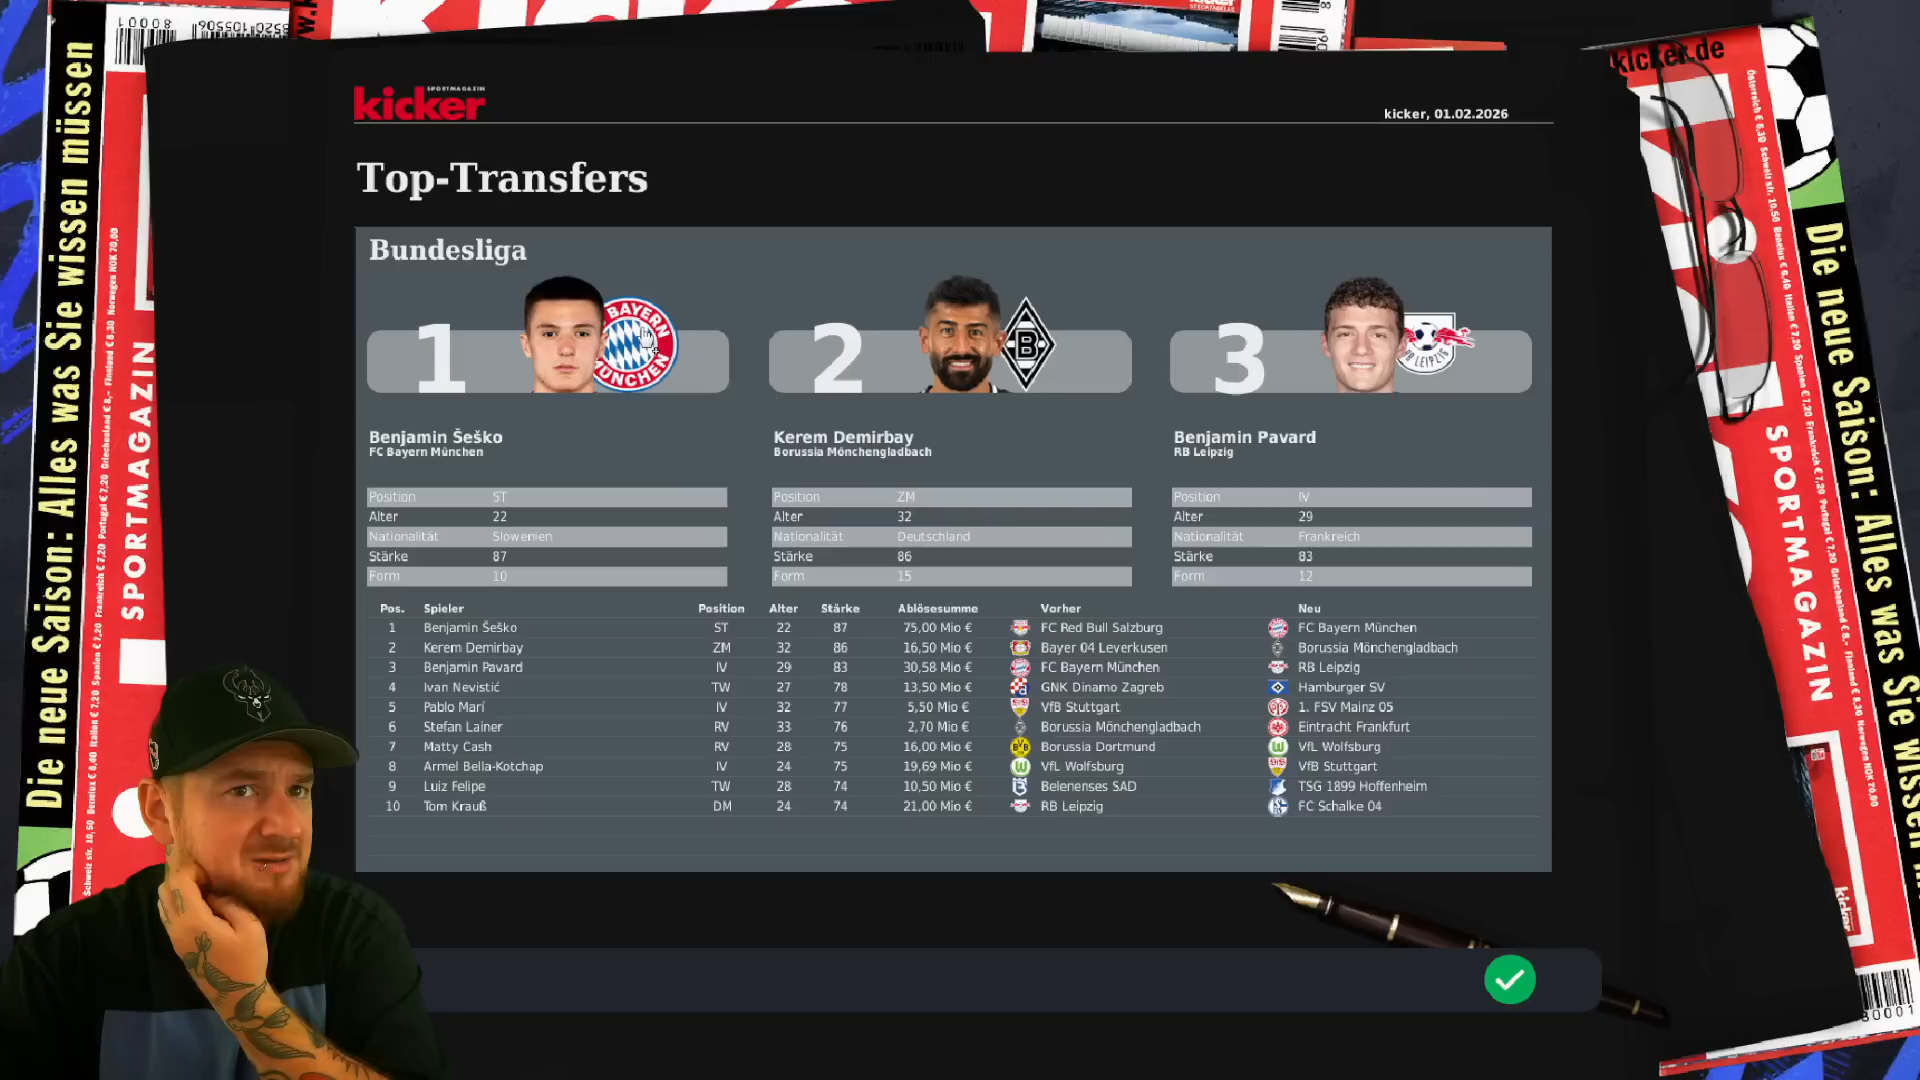 SPORTMAGAZIN
kicker
kicker, 01.02.2026
Top-Transfers
Bundesliga
1
2
3
BAYERN
MÜNCHEN
B
RB LEIPZIG
Benjamin Šeško
FC Bayern München
Kerem Demirbay
Borussia Mönchengladbach
Benjamin Pavard
RB Leipzig
Position ST
Alter 22
Nationalität Slowenien
Stärke 87
Form 10
Position ZM
Alter 32
Nationalität Deutschland
Stärke 86
Form 15
Position IV
Alter 29
Nationalität Frankreich
Stärke 83
Form 12
Pos. Spieler Position Alter Stärke Ablösesumme Vorher Neu
1 Benjamin Šeško ST 22 87 75,00 Mio € FC Red Bull Salzburg FC Bayern München
2 Kerem Demirbay ZM 32 86 16,50 Mio € Bayer 04 Leverkusen Borussia Mönchengladbach
3 Benjamin Pavard IV 29 83 30,58 Mio € FC Bayern München RB Leipzig
4 Ivan Nevistić TW 27 78 13,50 Mio € GNK Dinamo Zagreb Hamburger SV
5 Pablo Marí IV 32 77 5,50 Mio € VfB Stuttgart 1. FSV Mainz 05
6 Stefan Lainer RV 33 76 2,70 Mio € Borussia Mönchengladbach Eintracht Frankfurt
7 Matty Cash RV 28 75 16,00 Mio € Borussia Dortmund VfL Wolfsburg
8 Armel Bella-Kotchap IV 24 75 19,69 Mio € VfL Wolfsburg VfB Stuttgart
9 Luiz Felipe TW 28 74 10,50 Mio € Belenenses SAD TSG 1899 Hoffenheim
10 Tom Krauß DM 24 74 21,00 Mio € RB Leipzig FC Schalke 04
Die neue Saison: Alles was Sie wissen müssen
SPORTMAGAZIN
kicker.de
SPORTMAGAZIN
Die neue Saison: Alles was Sie wissen
kicker
80001